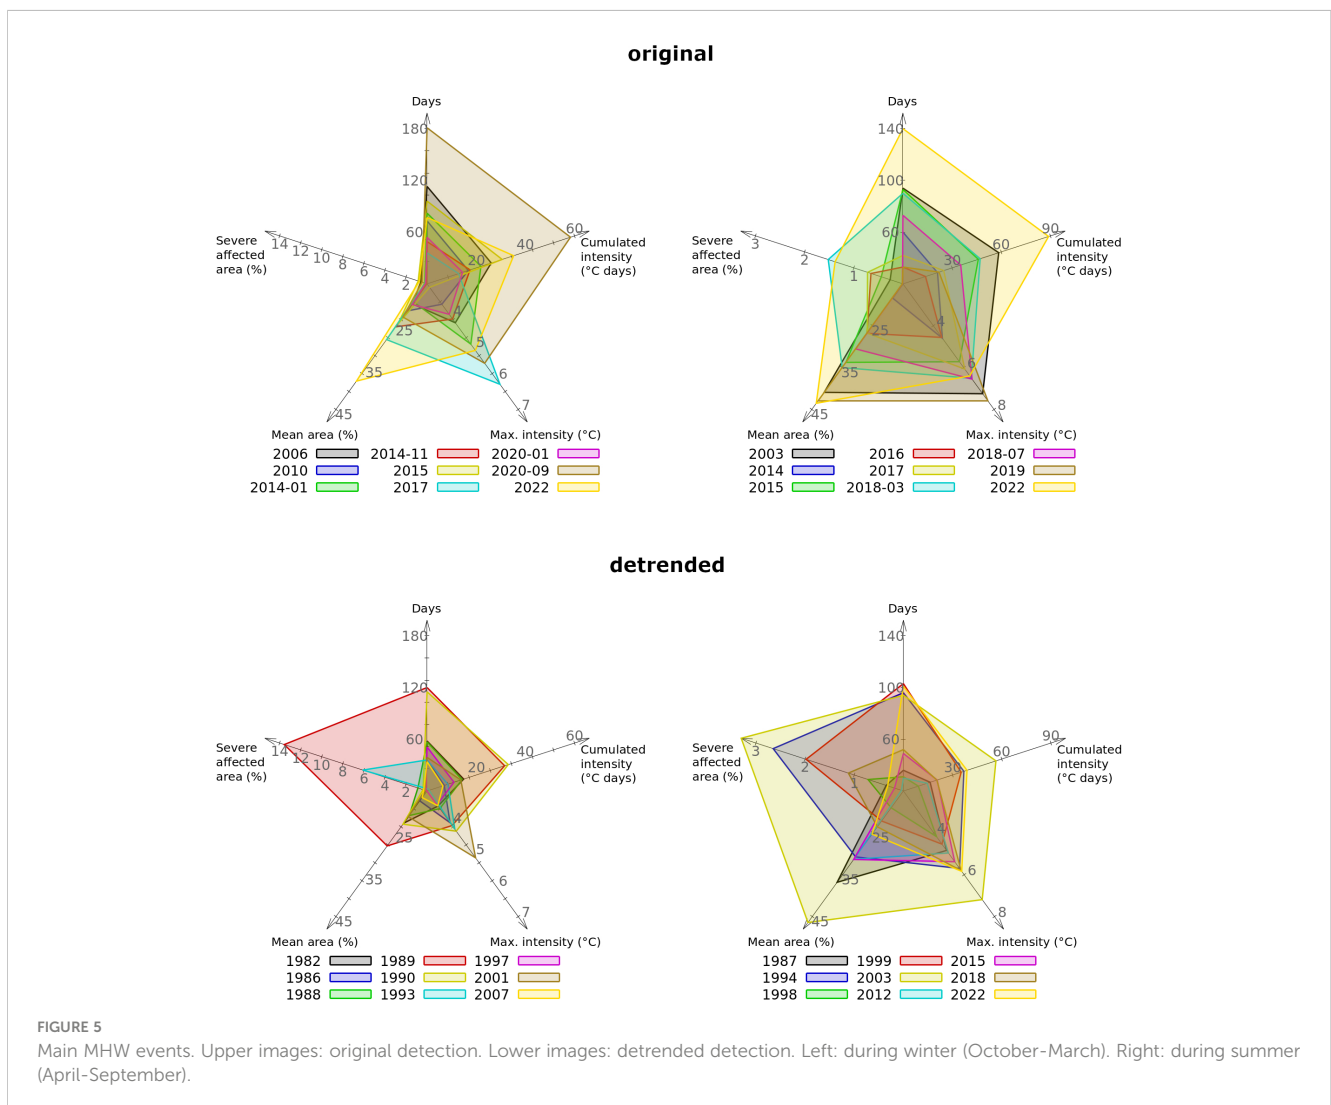 original
Days
180
120
60
Severe
affected
area (%)
14 12 10 8 6 4 2
20 40 60
Cumulated
intensity
(°C days)
4 5 6 7
25 35 45
Mean area (%)
Max. intensity (°C)
2006 2014-11 2020-01
2010 2015 2020-09
2014-01 2017 2022
Days
140
100
60
Severe
affected
area (%)
3 2 1
30 60 90
Cumulated
intensity
(°C days)
4 6 8
25 35 45
Mean area (%)
Max. intensity (°C)
2003 2016 2018-07
2014 2017 2019
2015 2018-03 2022
detrended
Days
180
120
60
Severe
affected
area (%)
14 12 10 8 6 4 2
20 40 60
Cumulated
intensity
(°C days)
4 5 6 7
25 35 45
Mean area (%)
Max. intensity (°C)
1982 1989 1997
1986 1990 2001
1988 1993 2007
Days
140
100
60
Severe
affected
area (%)
3 2 1
30 60 90
Cumulated
intensity
(°C days)
4 6 8
25 35 45
Mean area (%)
Max. intensity (°C)
1987 1999 2015
1994 2003 2018
1998 2012 2022
FIGURE 5
Main MHW events. Upper images: original detection. Lower images: detrended detection. Left: during winter (October-March). Right: during summer
(April-September).